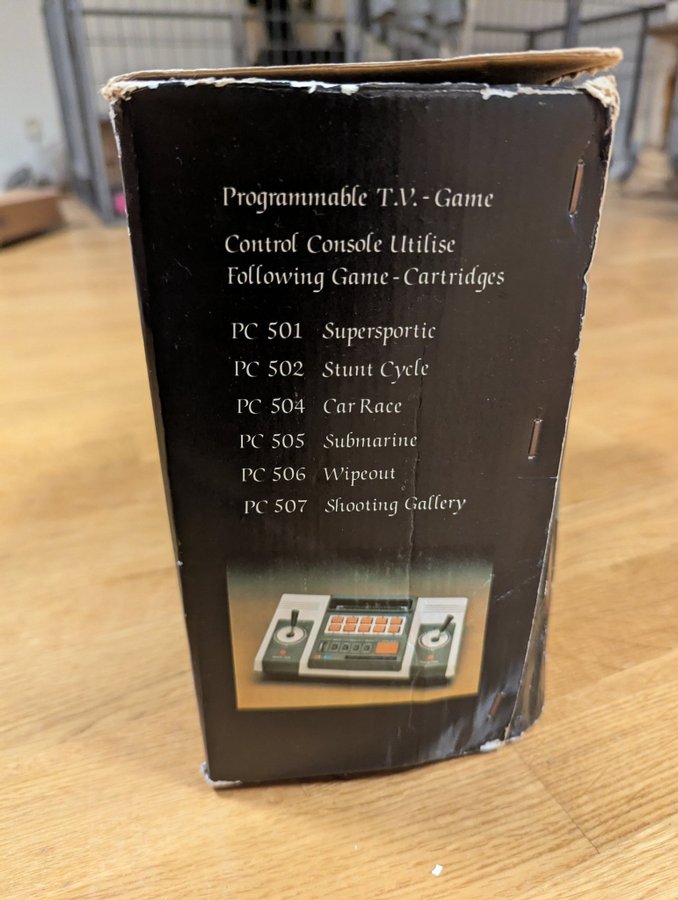 Programmable T.V. - Game
Control Console Utilise
Following Game - Cartridges
PC 501 Supersportic
PC 502 Stunt Cycle
PC 504 Car Race
PC 505 Submarine
PC 506 Wipeout
PC 507 Shooting Gallery